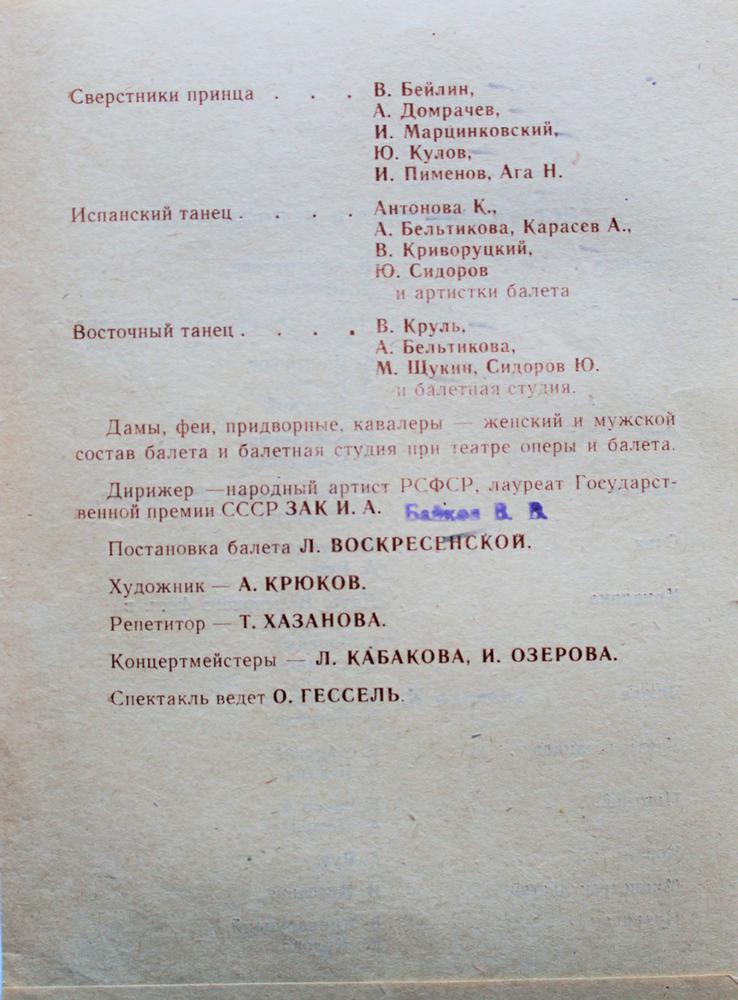 Сверстники принца . . . В. Бейлин,
А. Домрачев,
И. Марцинковский,
Ю. Кулов,
И. Пименов, Ага Н.
Испанский танец . . . . Антонова К.,
А. Бельтикова, Карасев А.,
В. Криворуцкий,
Ю. Сидоров
и артистки балета
Восточный танец . . . . В. Круль,
А. Бельтикова,
М. Щукин, Сидоров Ю.
и балетная студия.
Дамы, феи, придворные, кавалеры — женский и мужской
состав балета и балетная студия при театре оперы и балета.
Дирижер —народный артист РСФСР, лауреат Государст-
венной премии СССР ЗАК И. А. Байков В. В.
Постановка балета Л. ВОСКРЕСЕНСКОЙ.
Художник — А. КРЮКОВ.
Репетитор — Т. ХАЗАНОВА.
Концертмейстеры — Л. КАБАКОВА, И. ОЗЕРОВА.
Спектакль ведет О. ГЕССЕЛЬ.